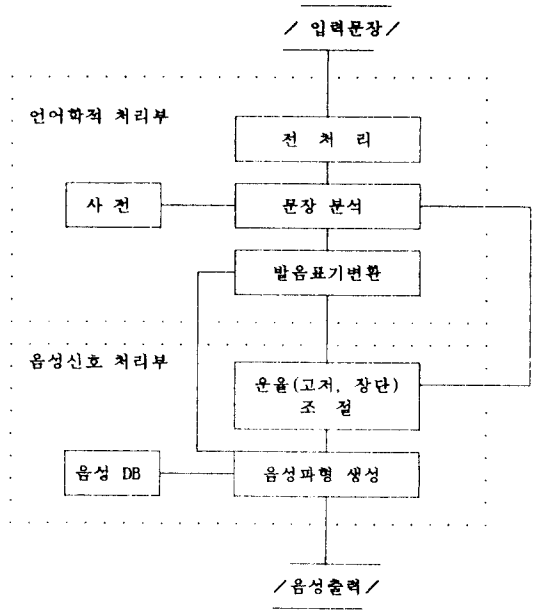 / 입력문장/
언어학적 처리부
전 처 리
사 전
문장 분석
발음표기변환
음성신호 처리부
운율(고저, 장단)
조 절
음성 DB
음성파형 생성
/음성출력/